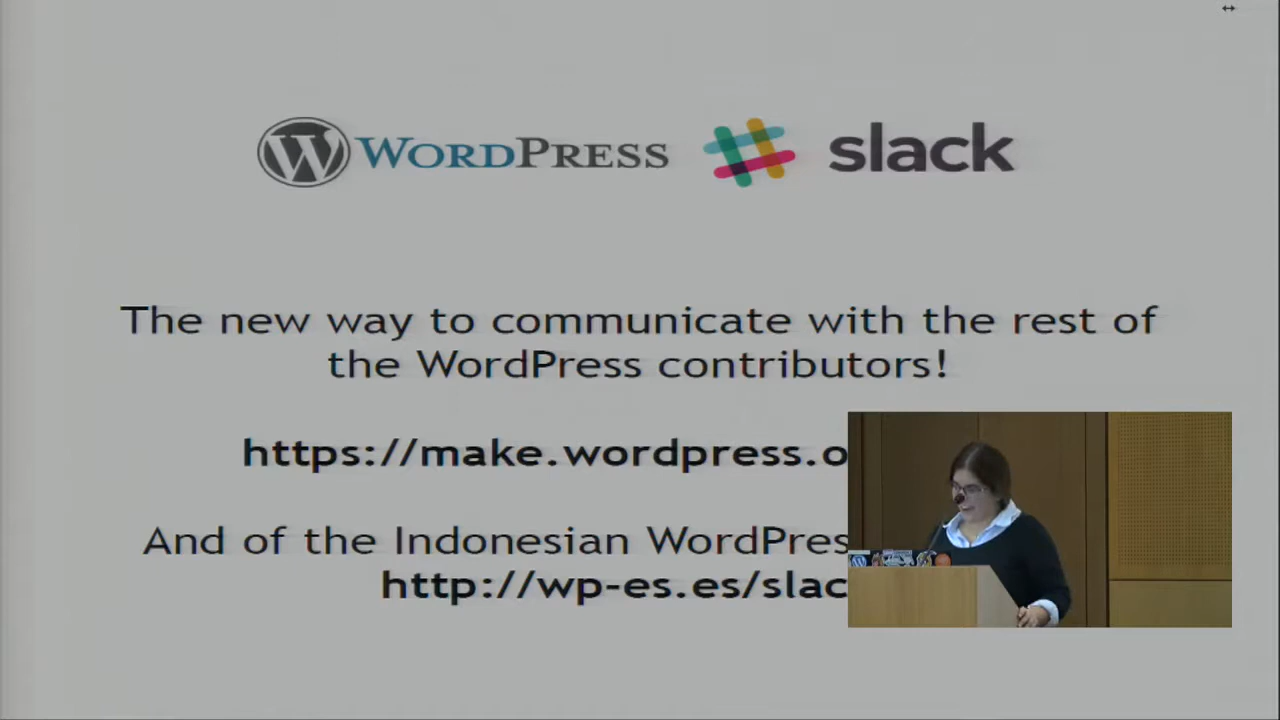 WORDPRESS slack
The new way to communicate with the rest of
the WordPress contributors!
https://make.wordpress.o
And of the Indonesian WordPres
http://wp-es.es/slac